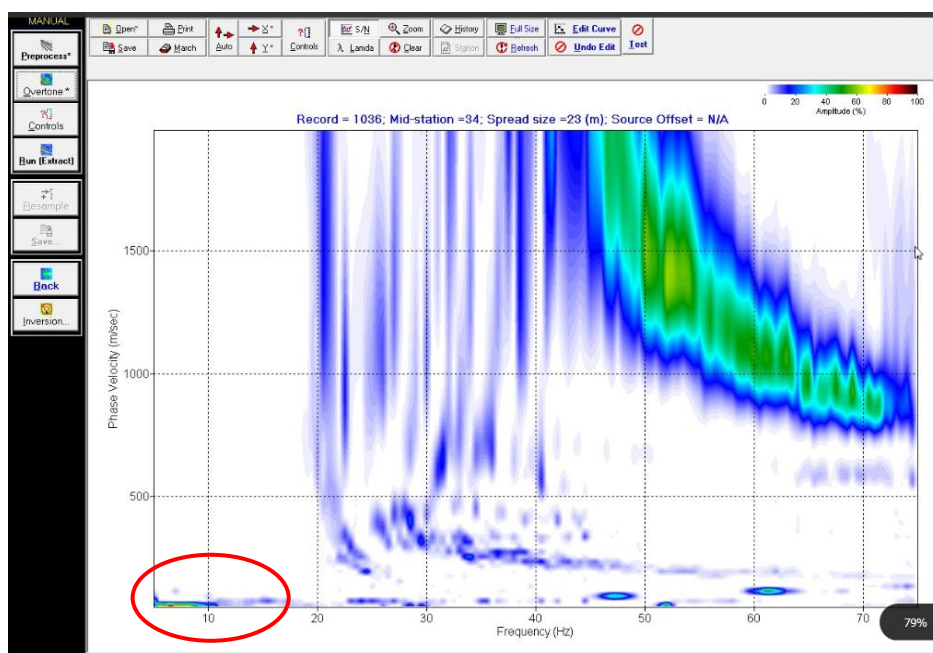 MANUAL
Preprocess*
Overtone *
?{}
Controls
Run (Extract)
Resample
Save...
Back
Inversion...
Open* Print X* ?{} S/N Zoom History Full Size Edit Curve
Save March Auto Y* Controls λ Lamda Clear Station Refresh Undo Edit Test
0 20 40 60 80 100
Amplitude (%)
Record = 1036; Mid-station =34; Spread size =23 (m); Source Offset = N/A
Phase Velocity (m/sec)
1500
1000
500
10 20 30 40 50 60 70
Frequency (Hz)
79%